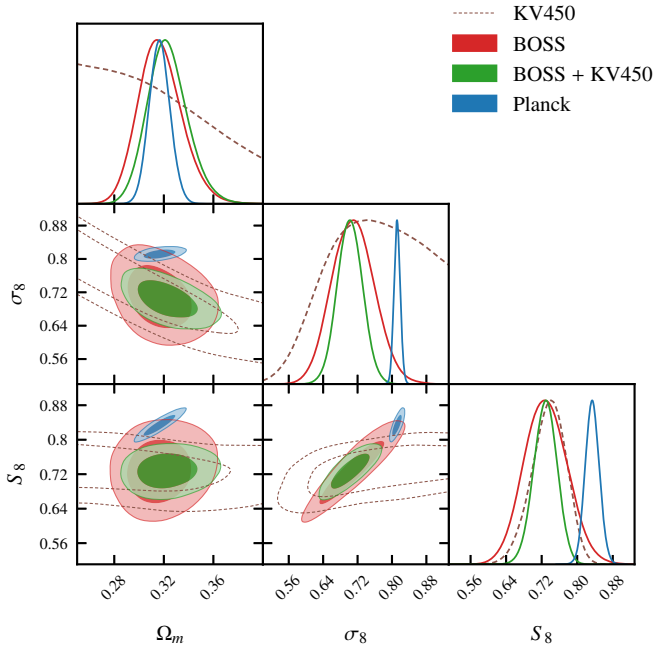 KV450
BOSS
BOSS + KV450
Planck
σ8
0.88
0.8
0.72
0.64
0.56
S8
0.88
0.8
0.72
0.64
0.56
0.28 0.32 0.36 0.56 0.64 0.72 0.80 0.88 0.56 0.64 0.72 0.80 0.88
Ωm σ8 S8